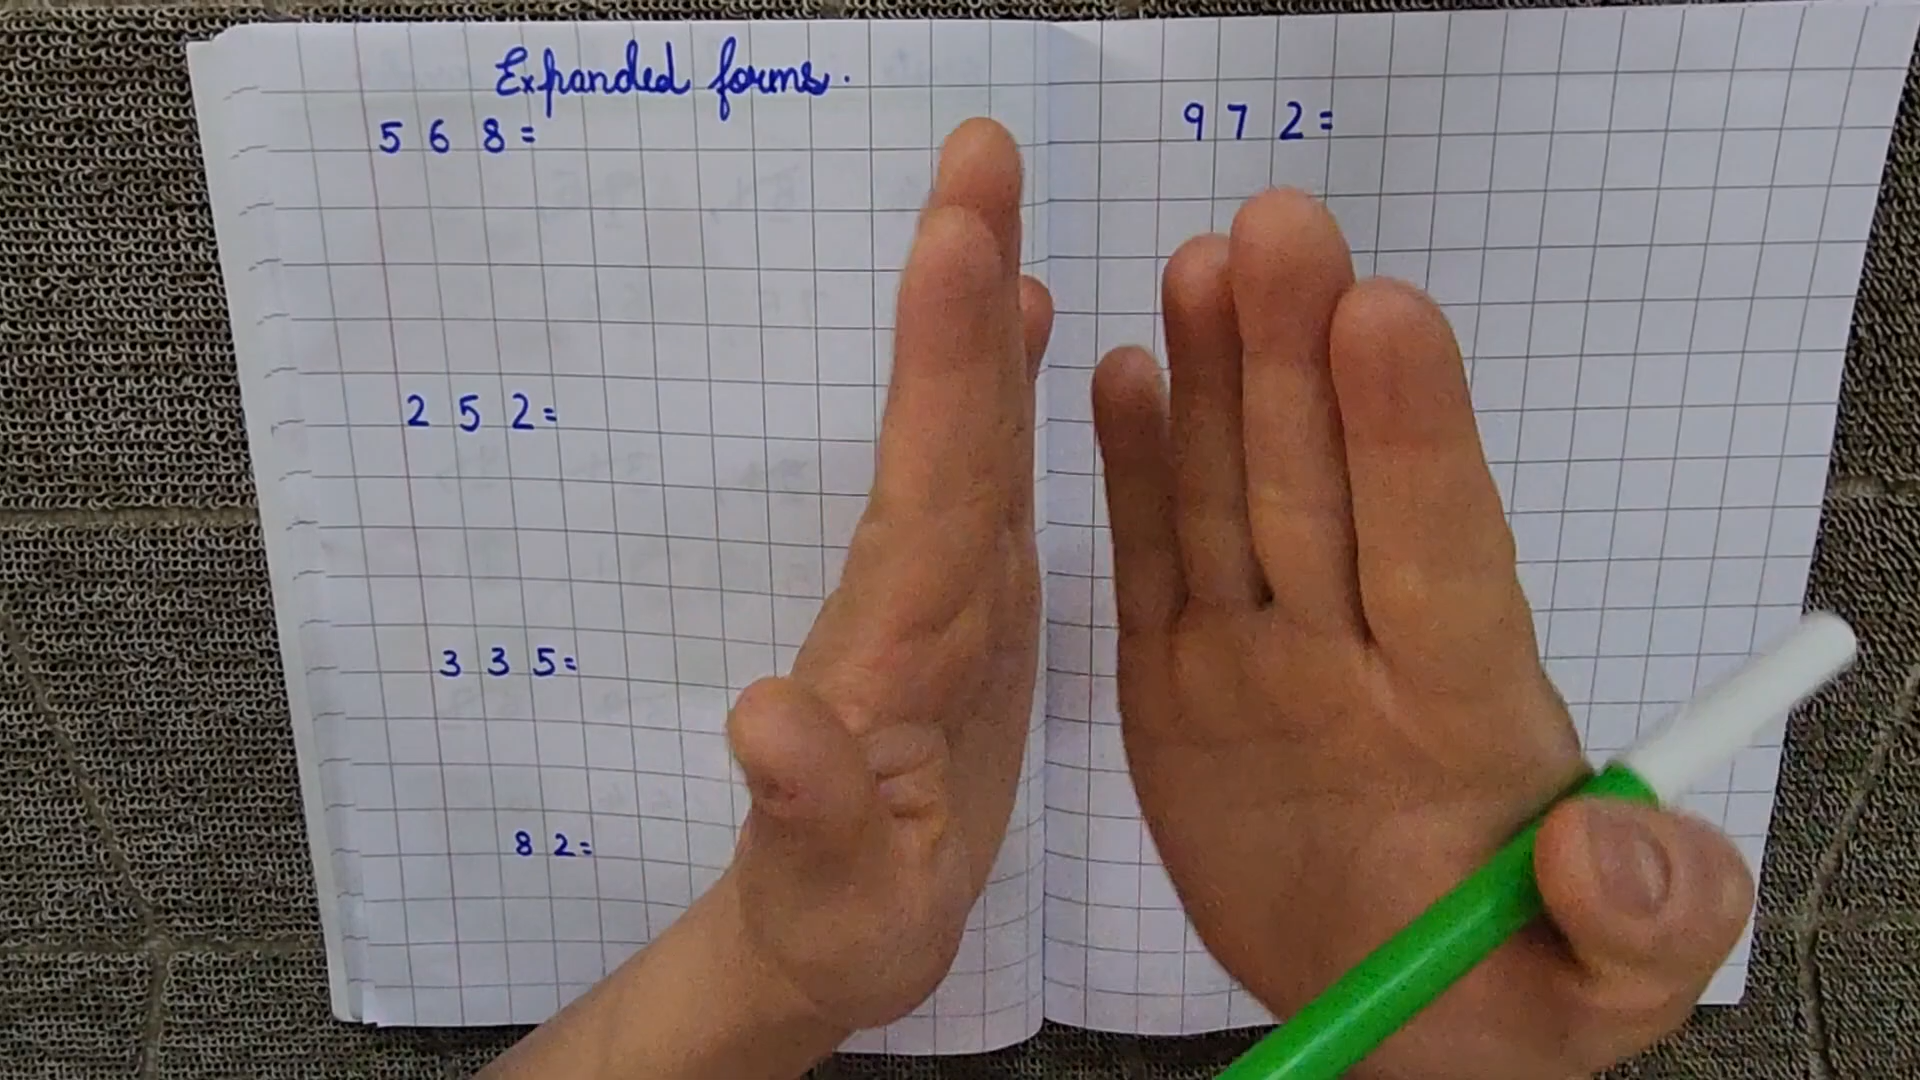 Expanded forms.
5 6 8 =
2 5 2 =
3 3 5 =
8 2 =
9 7 2 =